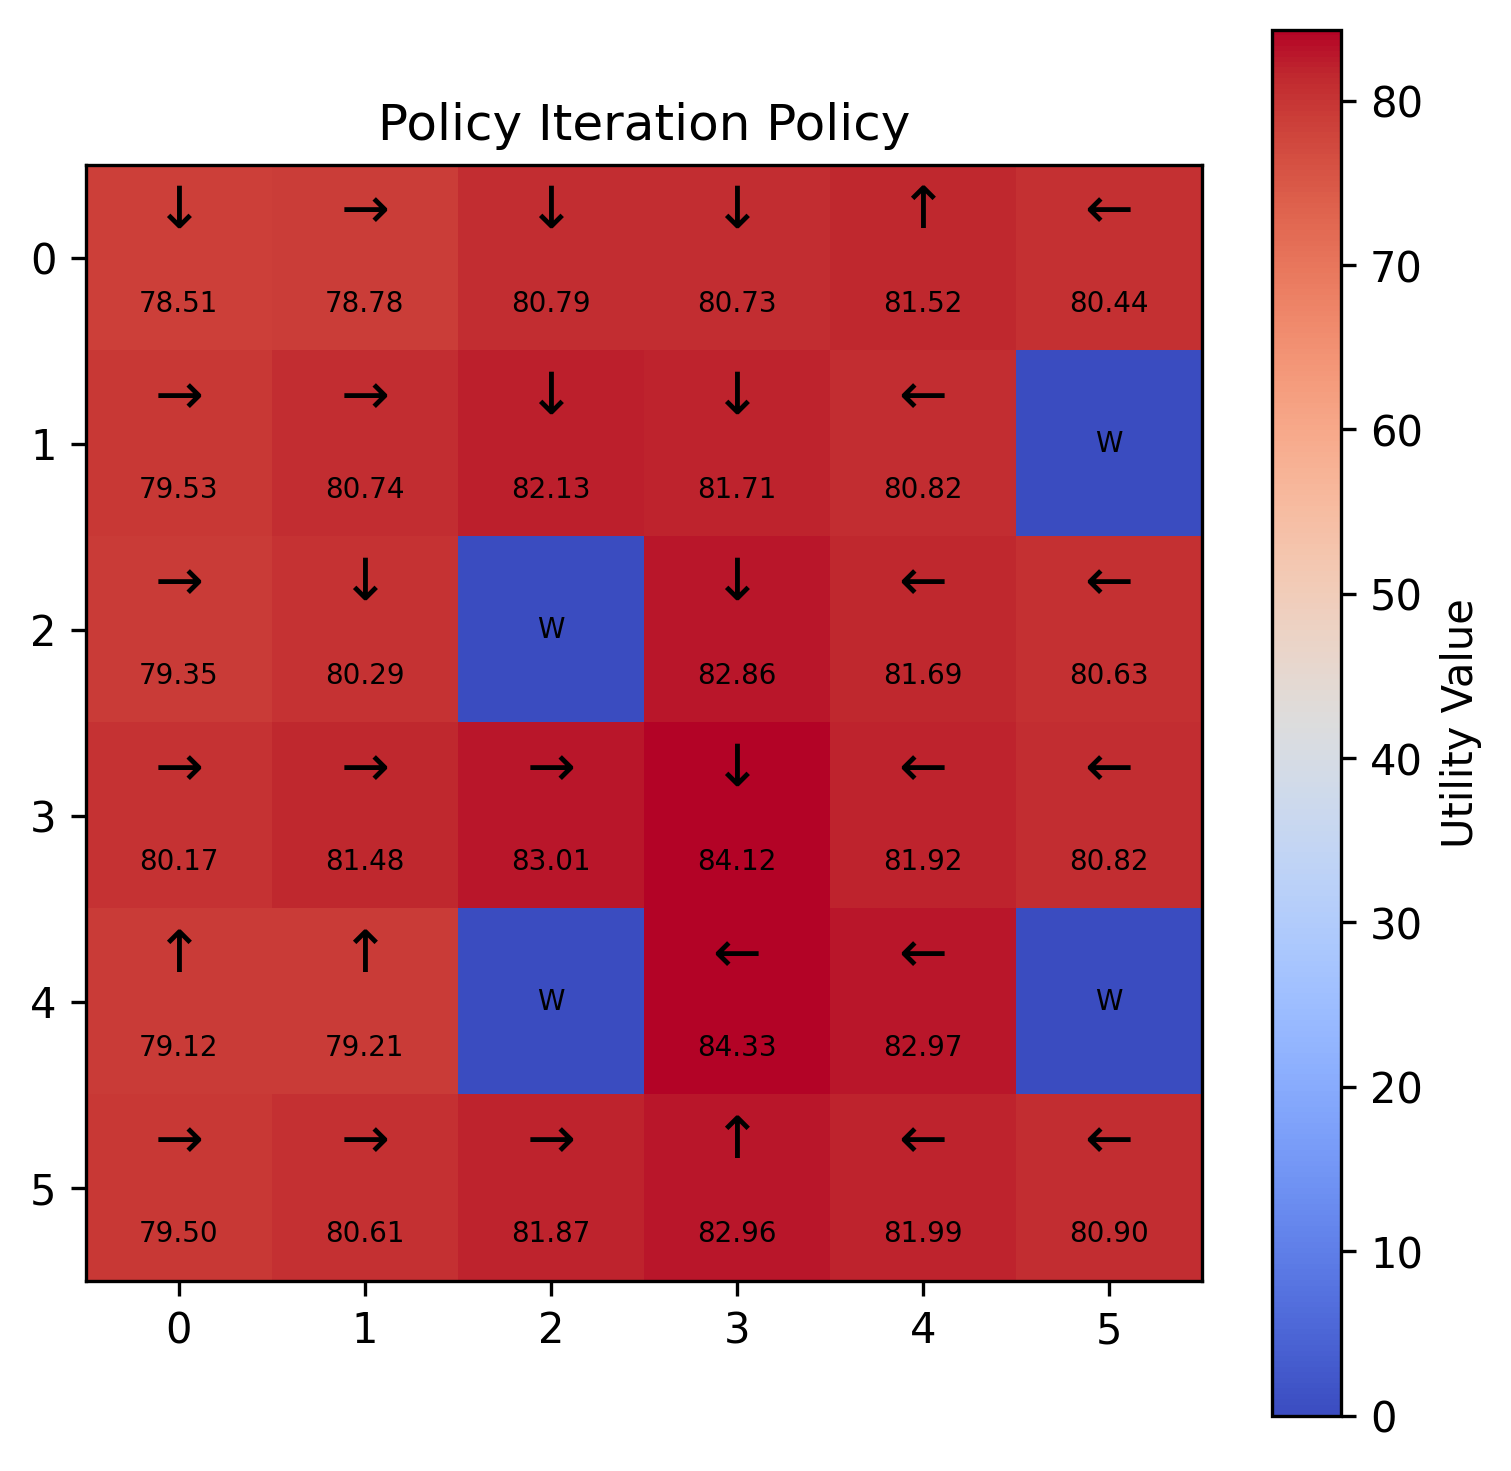 Policy Iteration Policy
↓ → ↓ ↓ ↑ ←
0
78.51 78.78 80.79 80.73 81.52 80.44
→ → ↓ ↓ ←
1 W
79.53 80.74 82.13 81.71 80.82
→ ↓ ↓ ← ←
2 W
79.35 80.29 82.86 81.69 80.63
→ → → ↓ ← ←
3
80.17 81.48 83.01 84.12 81.92 80.82
↑ ↑ ← ←
4 W W
79.12 79.21 84.33 82.97
→ → → ↑ ← ←
5
79.50 80.61 81.87 82.96 81.99 80.90
0 1 2 3 4 5
80
70
60
50
40
30
20
10
0
Utility Value